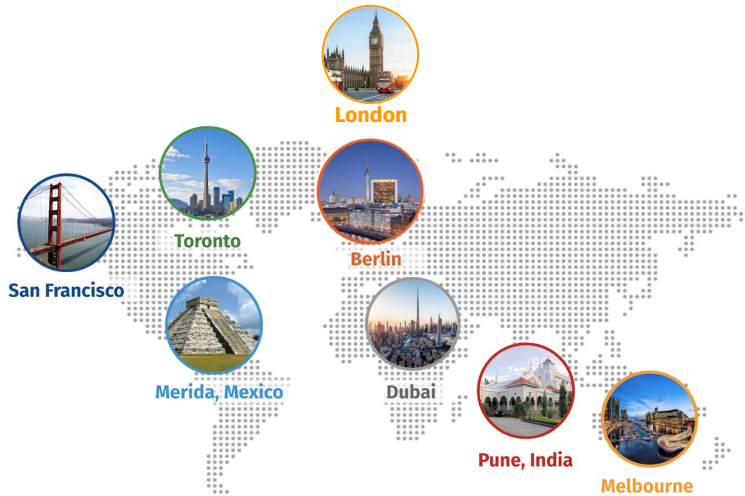 London
Toronto
Berlin
San Francisco
Merida, Mexico
Dubai
Pune, India
Melbourne